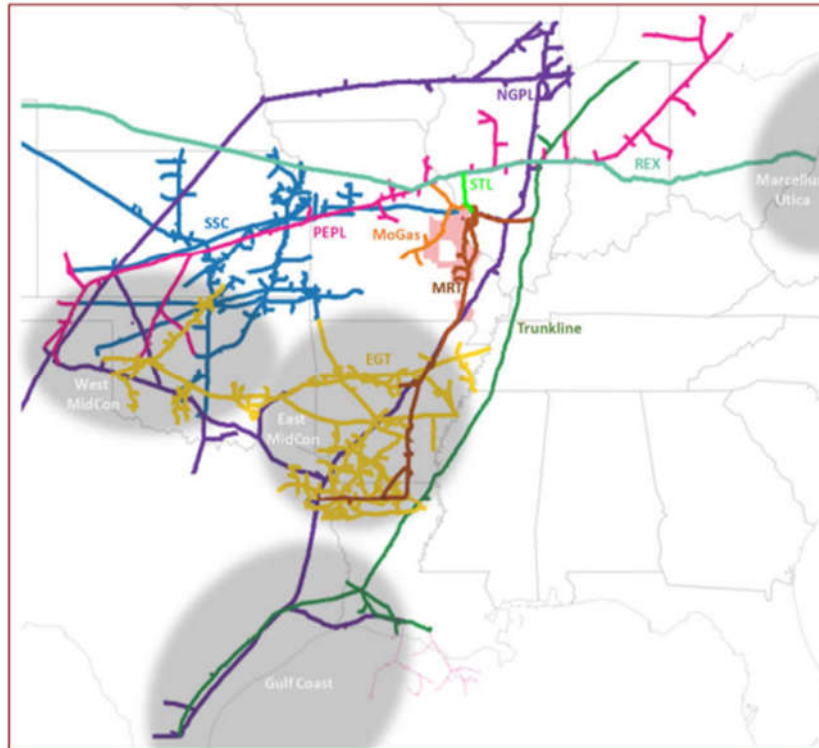 NGPL
REX
Marcellus
Utica
STL
SSC
PEPL
MoGas
MRT
Trunkline
EGT
West
MidCon
East
MidCon
Gulf Coast